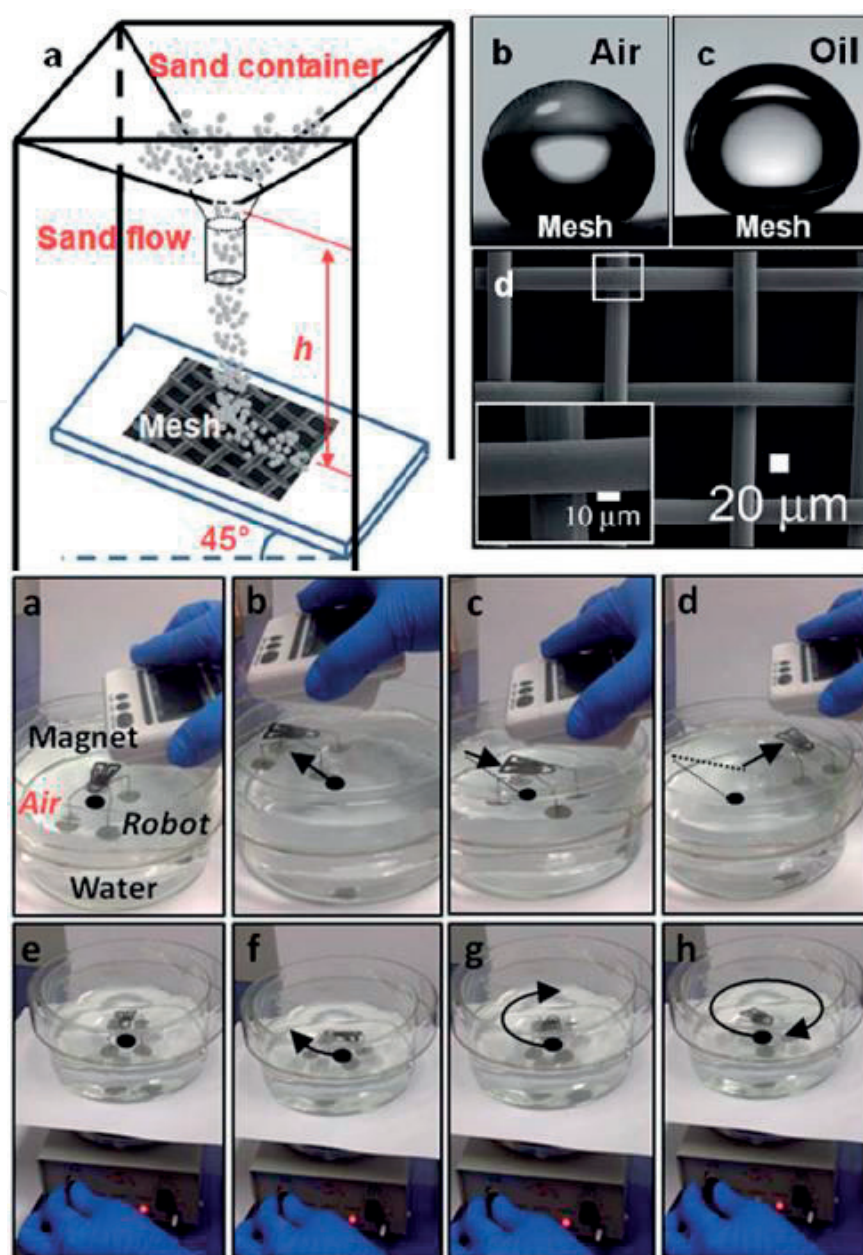 a
Sand container
Sand flow
h
Mesh
45°
b Air
Mesh
c Oil
Mesh
d
10 μm
20 μm
a
Magnet
Air
Robot
Water
b
c
d
e
f
g
h